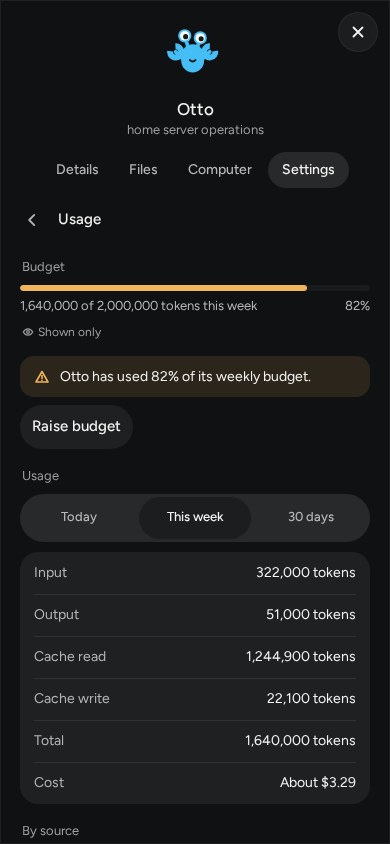 Otto
home server operations
Details Files Computer Settings
Usage
Budget
1,640,000 of 2,000,000 tokens this week 82%
Shown only
Otto has used 82% of its weekly budget.
Raise budget
Usage
Today This week 30 days
Input 322,000 tokens
Output 51,000 tokens
Cache read 1,244,900 tokens
Cache write 22,100 tokens
Total 1,640,000 tokens
Cost About $3.29
By source